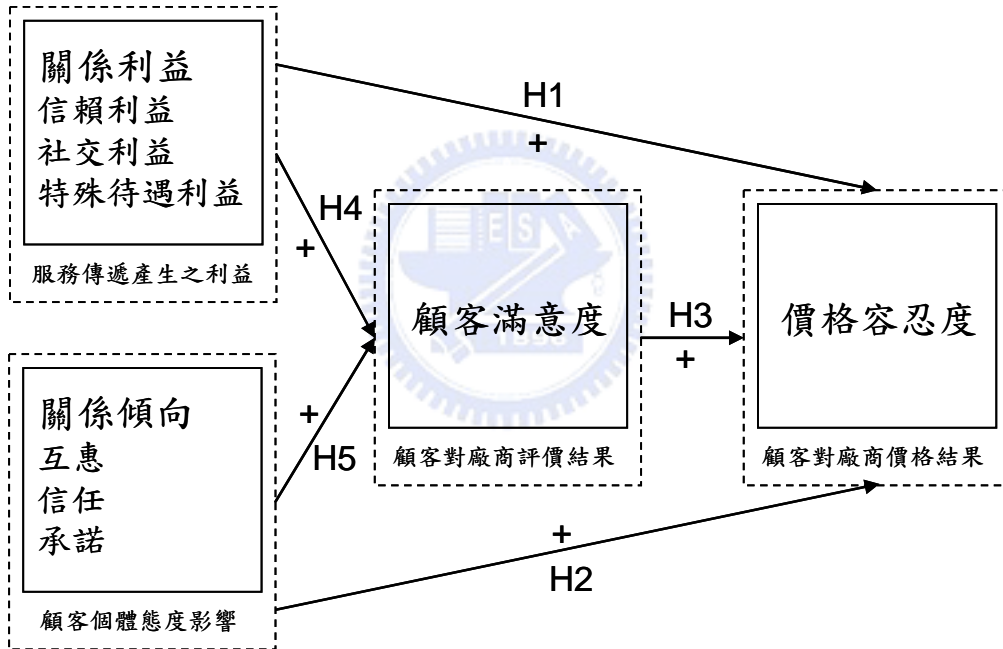 關係利益
信賴利益
社交利益
特殊待遇利益
服務傳遞產生之利益
H1
+
H4
+
顧客滿意度
顧客對廠商評價結果
H3
+
價格容忍度
顧客對廠商價格結果
關係傾向
互惠
信任
承諾
顧客個體態度影響
+
H5
+
H2
E S A
1896